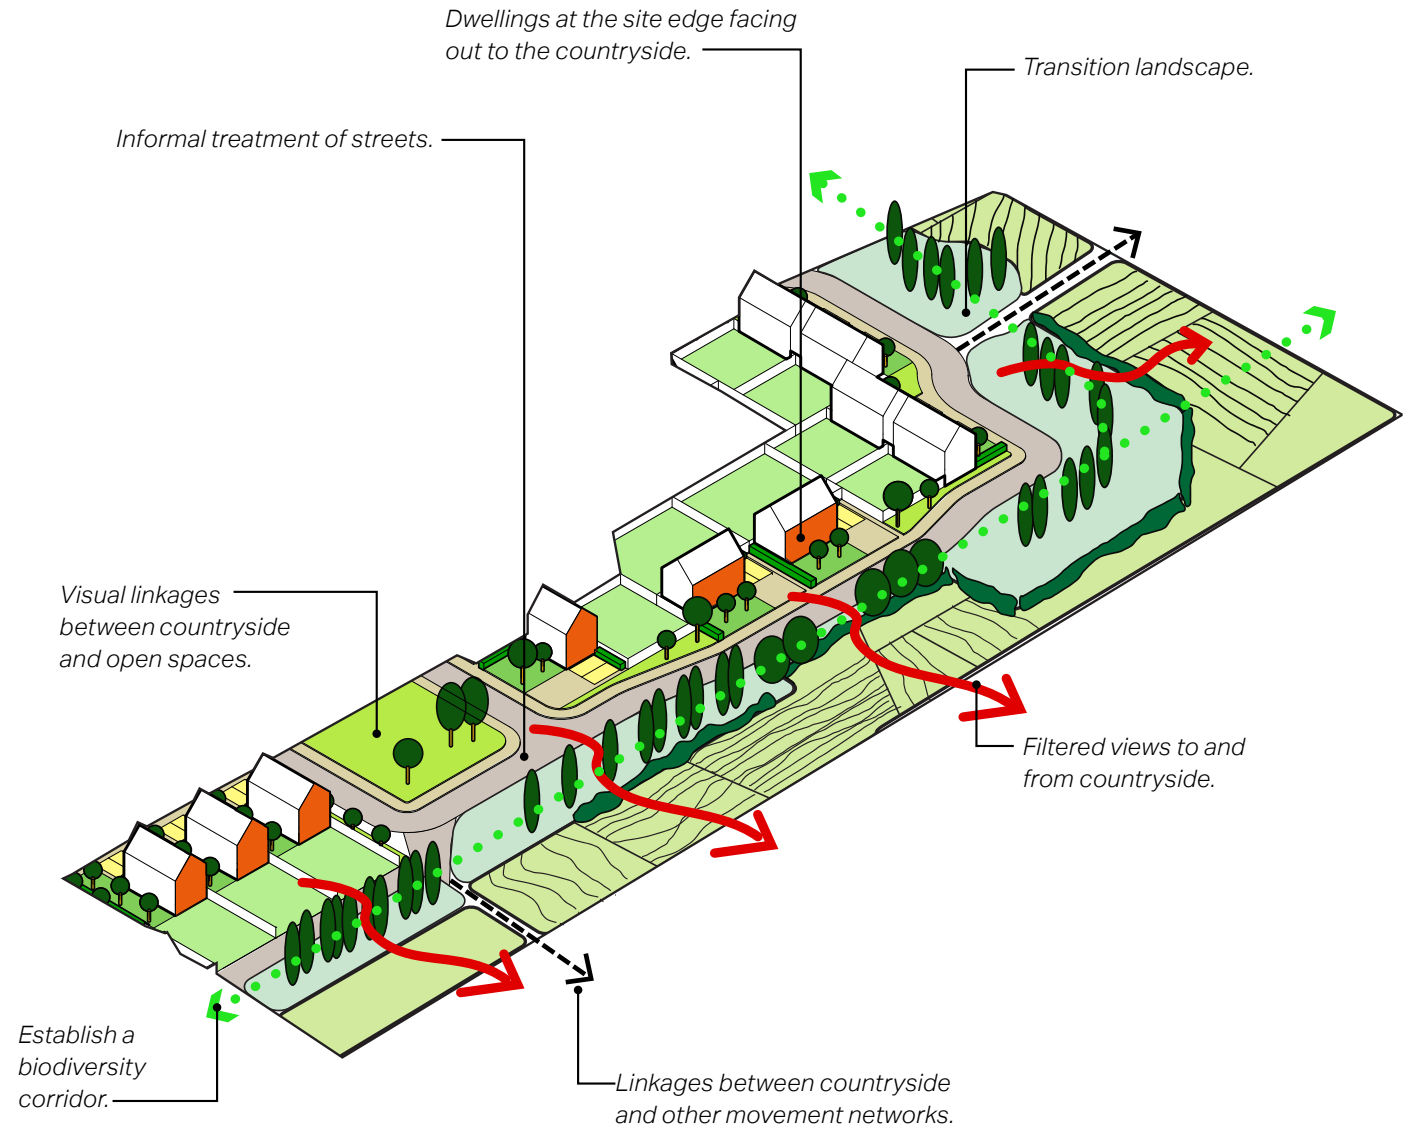 Dwellings at the site edge facing
out to the countryside.
Transition landscape.
Informal treatment of streets.
Visual linkages
between countryside
and open spaces.
Filtered views to and
from countryside.
Establish a
biodiversity
corridor.
Linkages between countryside
and other movement networks.